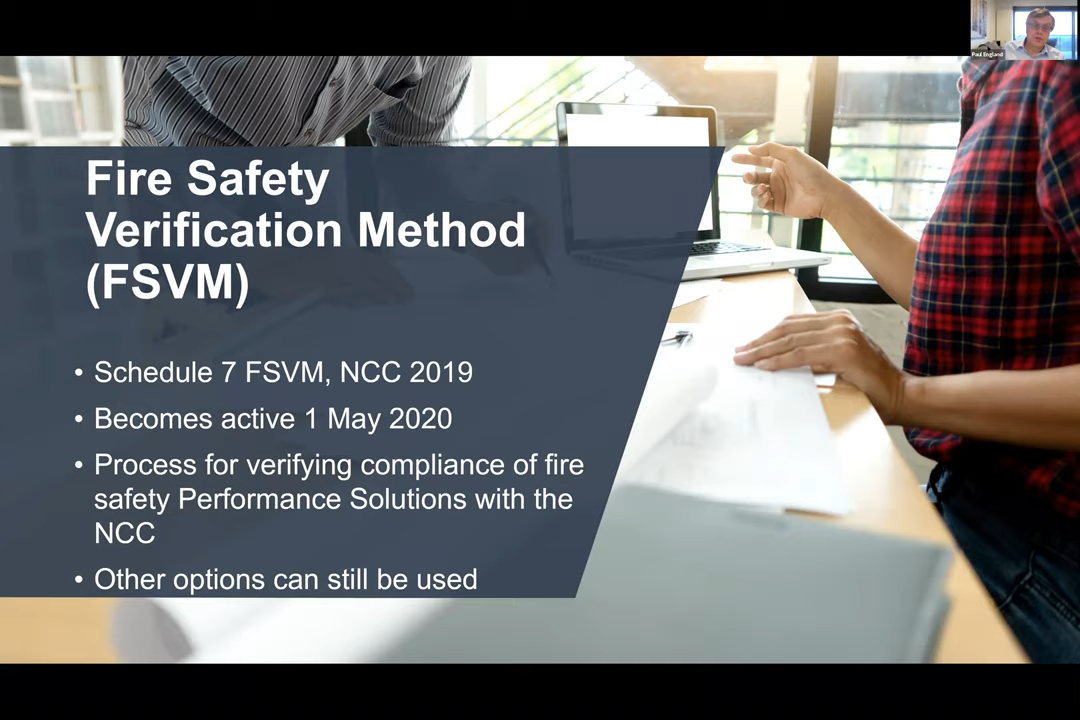 Paul England
Fire Safety
Verification Method
(FSVM)
• Schedule 7 FSVM, NCC 2019
• Becomes active 1 May 2020
• Process for verifying compliance of fire
safety Performance Solutions with the
NCC
• Other options can still be used